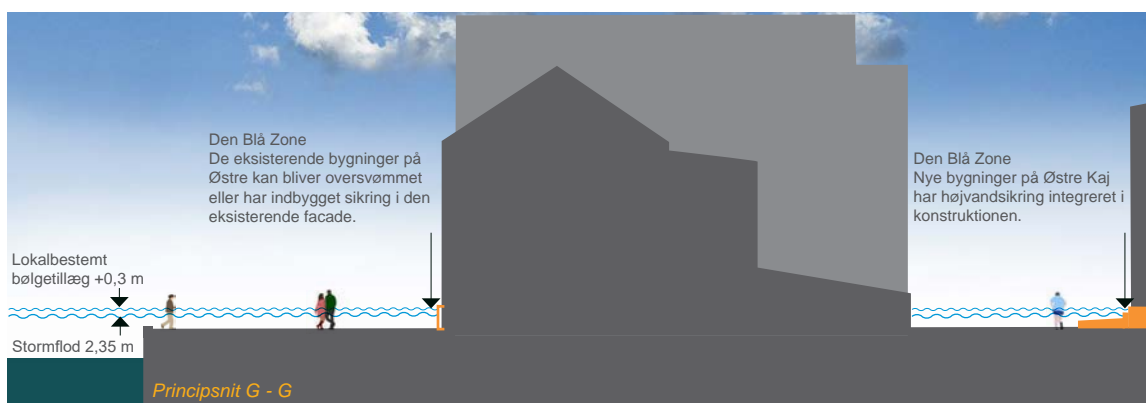 Den Blå Zone
De eksisterende bygninger på
Østre kan bliver oversvømmet
eller har indbygget sikring i den
eksisterende facade.
Den Blå Zone
Nye bygninger på Østre Kaj
har højvandsikring integreret i
konstruktionen.
Lokalbestemt
bølgetillæg +0,3 m
Stormflod 2,35 m
Principsnit G - G